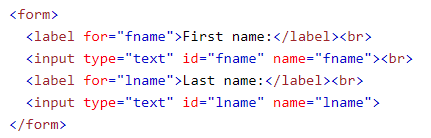 <form>
  <label for="fname">First name:</label><br>
  <input type="text" id="fname" name="fname"><br>
  <label for="lname">Last name:</label><br>
  <input type="text" id="lname" name="lname">
</form>